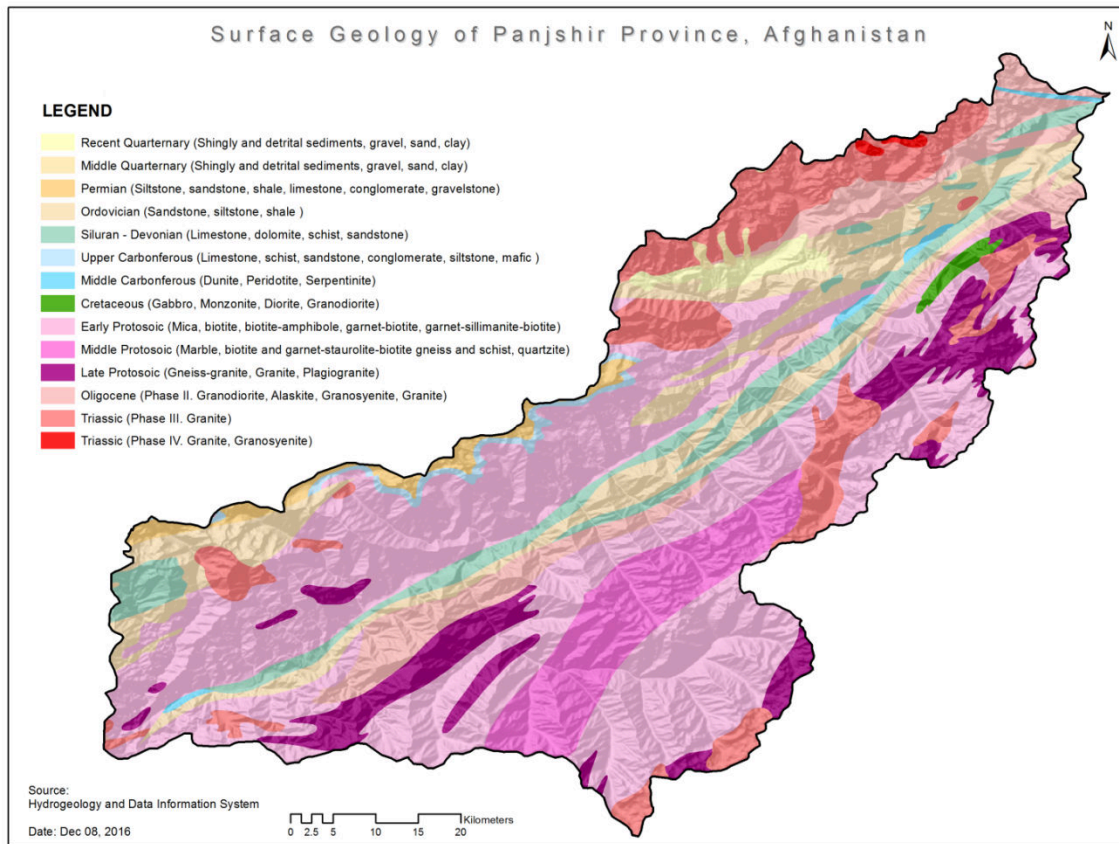 Surface Geology of Panjshir Province, Afghanistan
N
LEGEND
Recent Quarternary (Shingly and detrital sediments, gravel, sand, clay)
Middle Quarternary (Shingly and detrital sediments, gravel, sand, clay)
Permian (Siltstone, sandstone, shale, limestone, conglomerate, gravelstone)
Ordovician (Sandstone, siltstone, shale )
Siluran - Devonian (Limestone, dolomite, schist, sandstone)
Upper Carbonferous (Limestone, schist, sandstone, conglomerate, siltstone, mafic )
Middle Carbonferous (Dunite, Peridotite, Serpentinite)
Cretaceous (Gabbro, Monzonite, Diorite, Granodiorite)
Early Protosoic (Mica, biotite, biotite-amphibole, garnet-biotite, garnet-sillimanite-biotite)
Middle Protosoic (Marble, biotite and garnet-staurolite-biotite gneiss and schist, quartzite)
Late Protosoic (Gneiss-granite, Granite, Plagiogranite)
Oligocene (Phase II. Granodiorite, Alaskite, Granosyenite, Granite)
Triassic (Phase III. Granite)
Triassic (Phase IV. Granite, Granosyenite)
Source:
Hydrogeology and Data Information System
Date: Dec 08, 2016
Kilometers
0 2.5 5 10 15 20